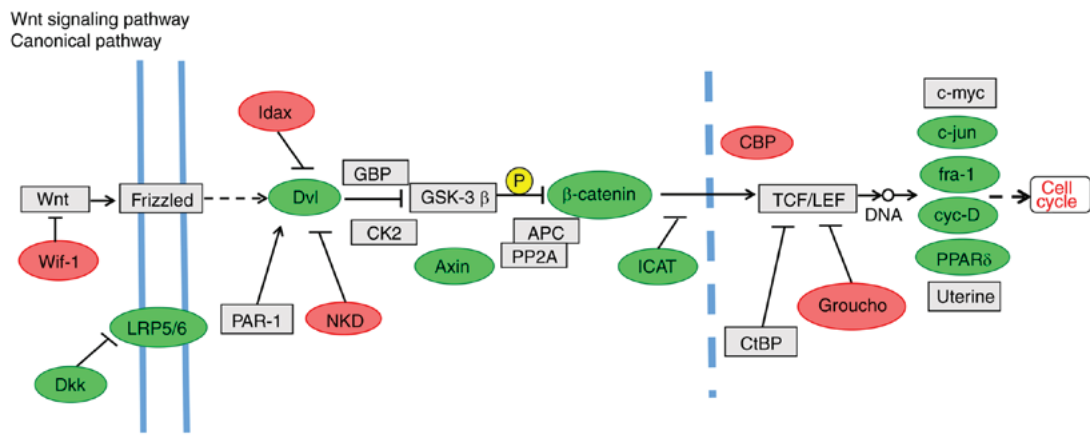 Wnt signaling pathway
Canonical pathway
Idax
c-myc
CBP
c-jun
GBP
P
fra-1
Wnt
Frizzled
Dvl
GSK-3 β
β-catenin
TCF/LEF
DNA
Cell
cycle
cyc-D
CK2
APC
PP2A
Wif-1
Axin
ICAT
PPARδ
Uterine
Groucho
LRP5/6
PAR-1
NKD
CtBP
Dkk